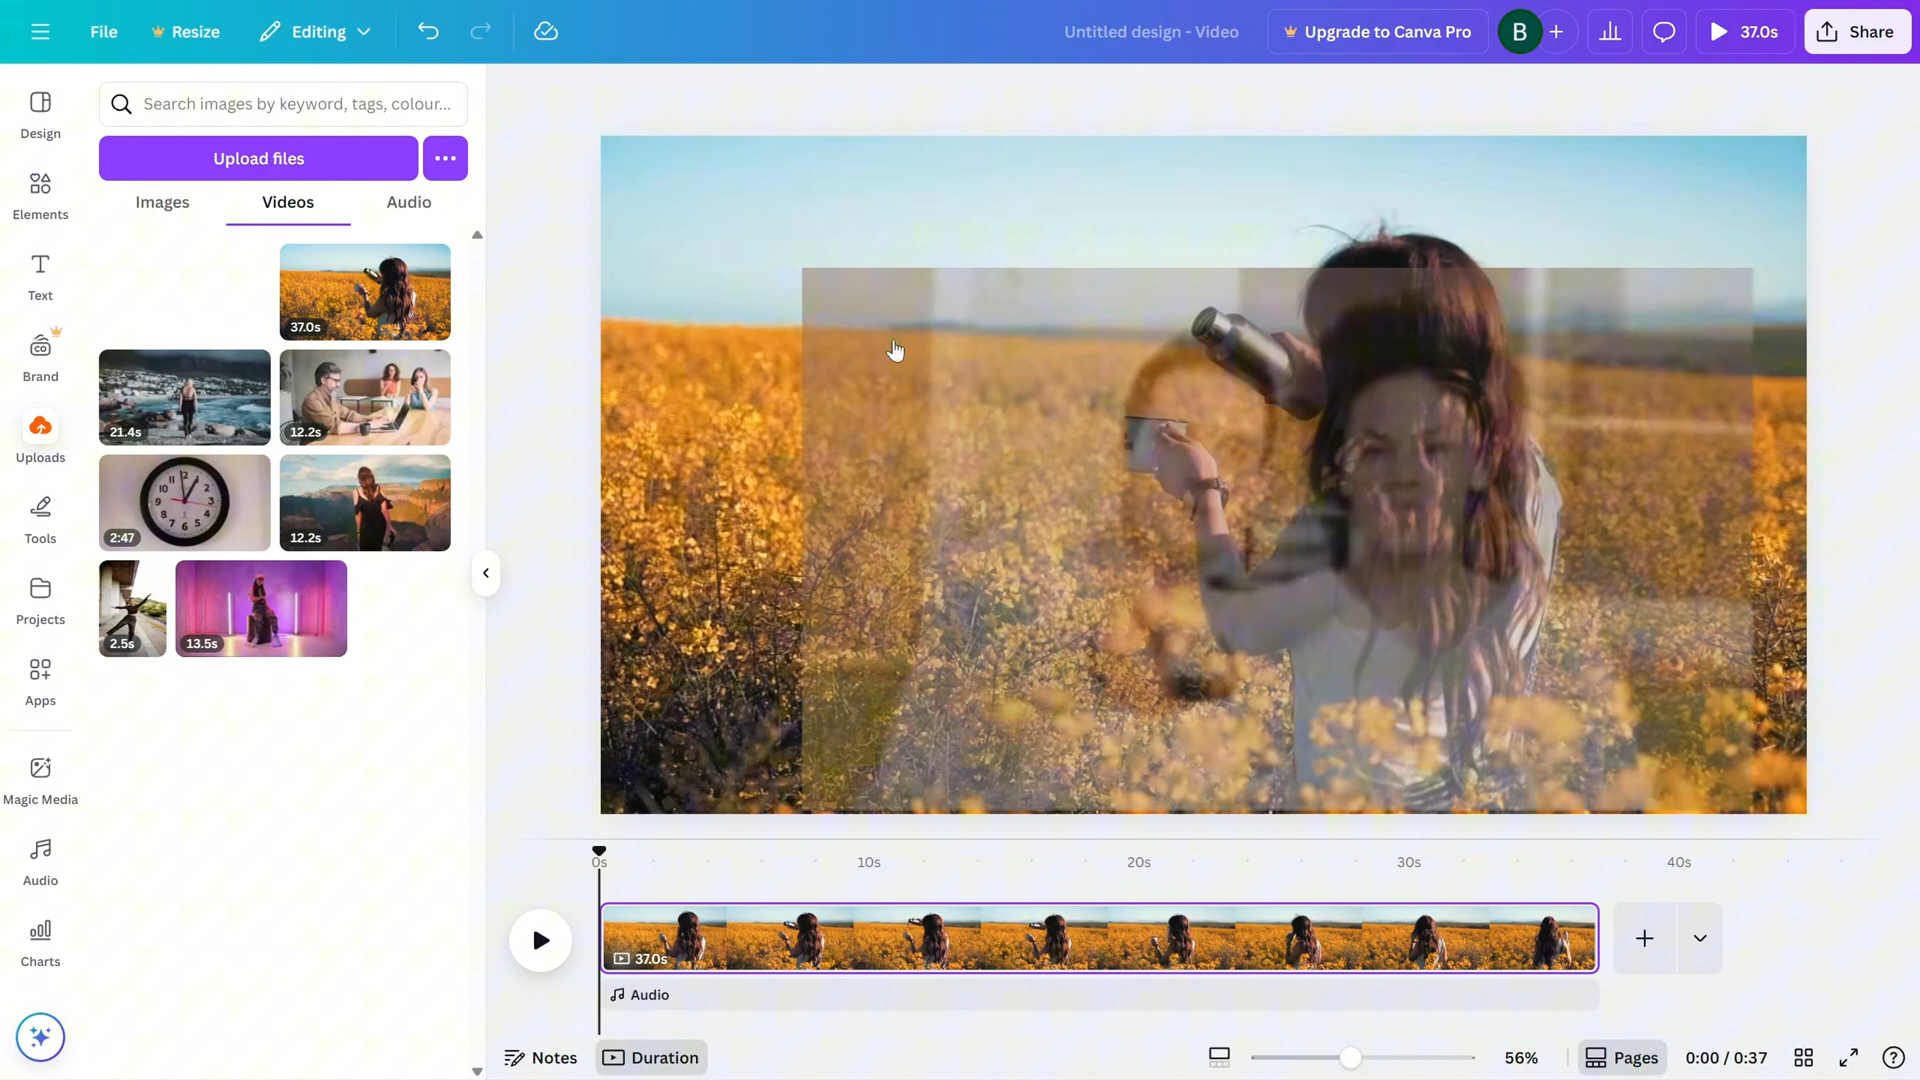 File
Resize
Editing
Untitled design - Video
Upgrade to Canva Pro
B
37.0s
Share
Search images by keyword, tags, colour...
Upload files
Images
Videos
Audio
Design
Elements
Text
Brand
Uploads
Tools
Projects
Apps
Magic Media
Audio
Charts
37.0s
21.4s
12.2s
2:47
12.2s
2.5s
13.5s
0s
10s
20s
30s
40s
37.0s
Audio
Notes
Duration
56%
Pages
0:00 / 0:37